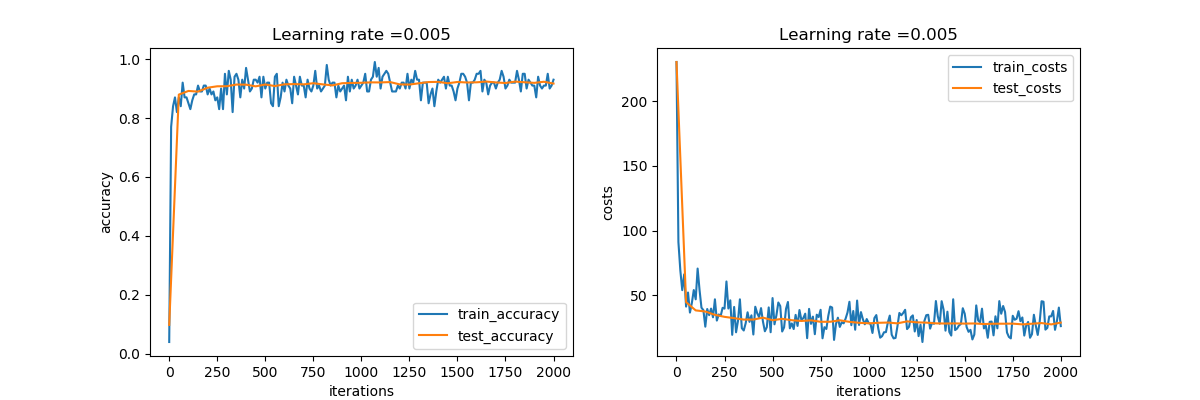 Learning rate =0.005
1.0
0.8
0.6
0.4
0.2
0.0
accuracy
train_accuracy
test_accuracy
0 250 500 750 1000 1250 1500 1750 2000
iterations
Learning rate =0.005
200
150
100
50
costs
train_costs
test_costs
0 250 500 750 1000 1250 1500 1750 2000
iterations